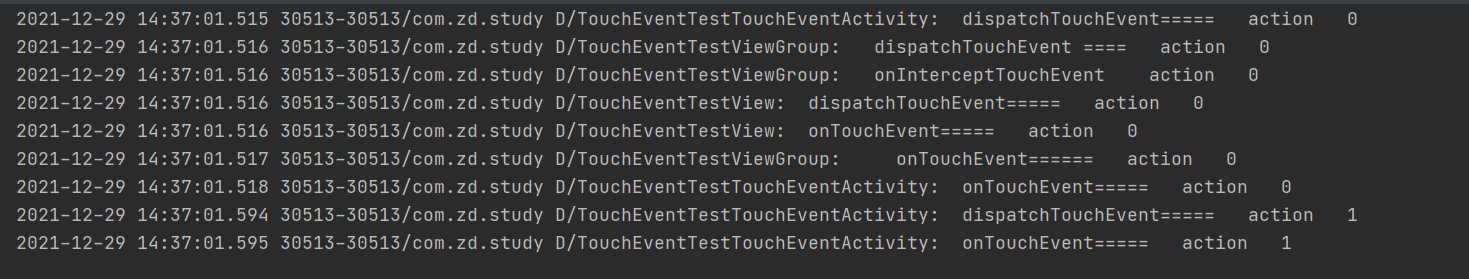 2021-12-29 14:37:01.515 30513-30513/com.zd.study D/TouchEventTestTouchEventActivity:  dispatchTouchEvent=====   action   0
2021-12-29 14:37:01.516 30513-30513/com.zd.study D/TouchEventTestViewGroup:   dispatchTouchEvent ====   action   0
2021-12-29 14:37:01.516 30513-30513/com.zd.study D/TouchEventTestViewGroup:   onInterceptTouchEvent    action   0
2021-12-29 14:37:01.516 30513-30513/com.zd.study D/TouchEventTestView:  dispatchTouchEvent=====   action   0
2021-12-29 14:37:01.516 30513-30513/com.zd.study D/TouchEventTestView:  onTouchEvent=====   action   0
2021-12-29 14:37:01.517 30513-30513/com.zd.study D/TouchEventTestViewGroup:     onTouchEvent======   action   0
2021-12-29 14:37:01.518 30513-30513/com.zd.study D/TouchEventTestTouchEventActivity:  onTouchEvent=====   action   0
2021-12-29 14:37:01.594 30513-30513/com.zd.study D/TouchEventTestTouchEventActivity:  dispatchTouchEvent=====   action   1
2021-12-29 14:37:01.595 30513-30513/com.zd.study D/TouchEventTestTouchEventActivity:  onTouchEvent=====   action   1